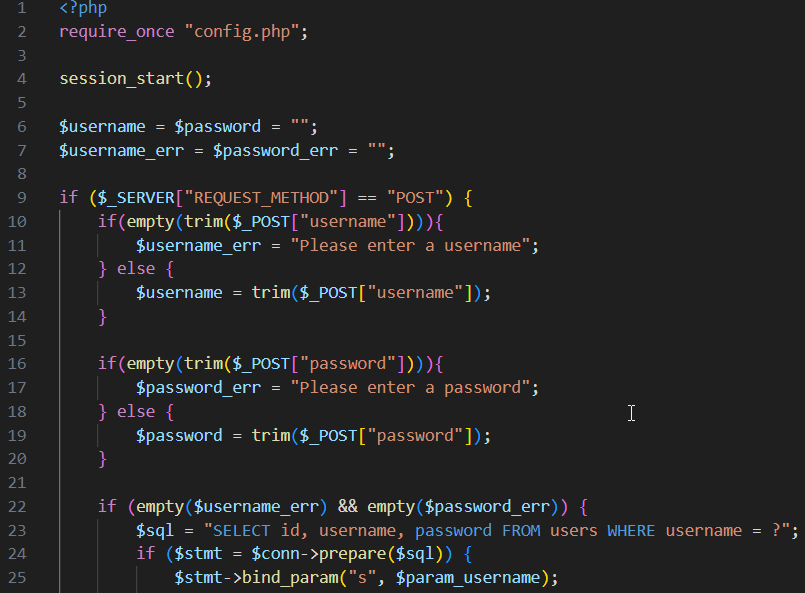 1 <?php
2 require_once "config.php";
3
4 session_start();
5
6 $username = $password = "";
7 $username_err = $password_err = "";
8
9 if ($_SERVER["REQUEST_METHOD"] == "POST") {
10 if(empty(trim($_POST["username"]))){
11 $username_err = "Please enter a username";
12 } else {
13 $username = trim($_POST["username"]);
14 }
15
16 if(empty(trim($_POST["password"]))){
17 $password_err = "Please enter a password";
18 } else {
19 $password = trim($_POST["password"]);
20 }
21
22 if (empty($username_err) && empty($password_err)) {
23 $sql = "SELECT id, username, password FROM users WHERE username = ?";
24 if ($stmt = $conn->prepare($sql)) {
25 $stmt->bind_param("s", $param_username);